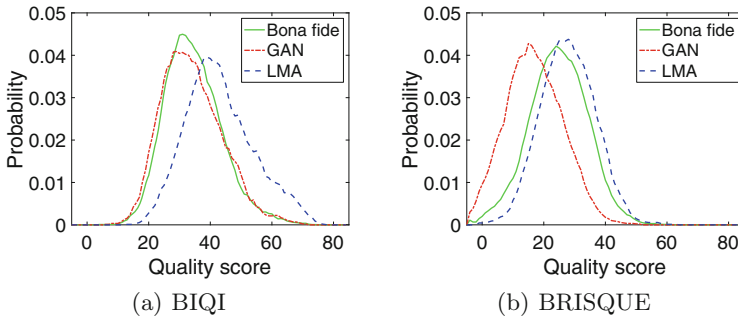 0.05
0.04
0.03
0.02
0.01
0
Probability
0 20 40 60 80
Quality score
Bona fide
GAN
LMA
(a) BIQI
0.05
0.04
0.03
0.02
0.01
0
Probability
0 20 40 60 80
Quality score
Bona fide
GAN
LMA
(b) BRISQUE